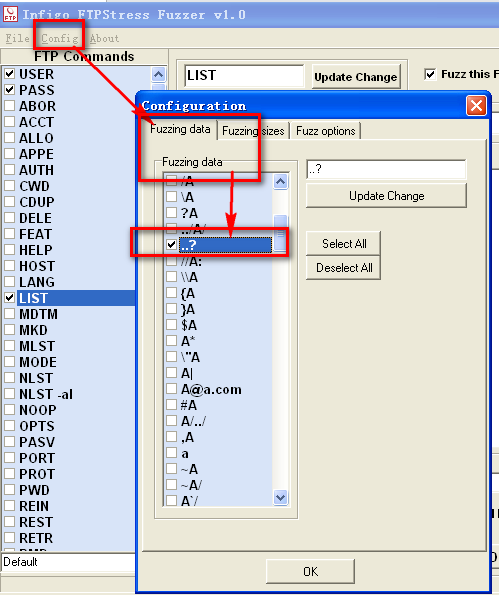 FTP
Infigo FTPStress Fuzzer v1.0
File Config About
FTP Commands
USER
PASS
ABOR
ACCT
ALLO
APPE
AUTH
CWD
CDUP
DELE
FEAT
HELP
HOST
LANG
LIST
MDTM
MKD
MLST
MODE
NLST
NLST -al
NOOP
OPTS
PASV
PORT
PROT
PWD
REIN
REST
RETR
Default
LIST
Update Change
Fuzz this F
Configuration
Fuzzing data
Fuzzing sizes
Fuzz options
Fuzzing data
/A
\A
?A
../A/
..?
//A:
\\A
{A
}A
$A
A*
\"A
A|
A@a.com
#A
A/../
,A
a
~A
~A/
A`/
..?
Update Change
Select All
Deselect All
OK